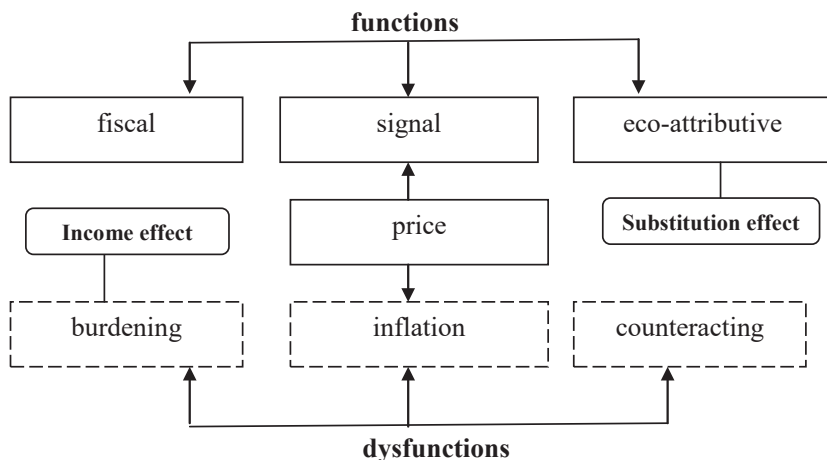 functions
fiscal
signal
eco-attributive
Income effect
price
Substitution effect
burdening
inflation
counteracting
dysfunctions